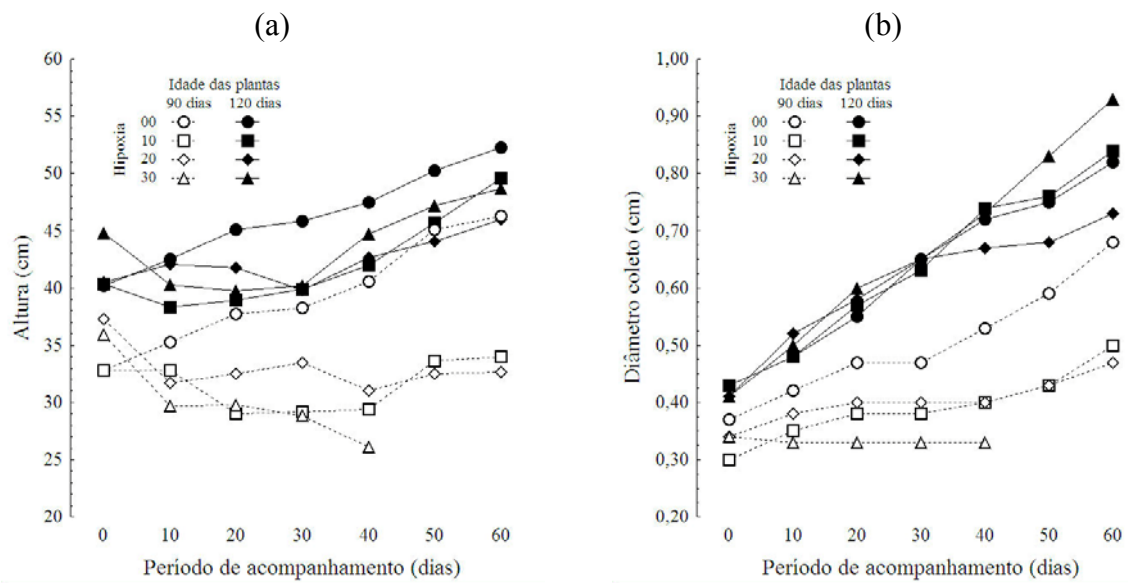 (a)
60
55
50
45
40
35
30
25
20
Altura (cm)
Idade das plantas
90 dias 120 dias
Hipoxia
00
10
20
30
0 10 20 30 40 50 60
Período de acompanhamento (dias)
(b)
1,00
0,90
0,80
0,70
0,60
0,50
0,40
0,30
0,20
Diâmetro coleto (cm)
Idade das plantas
90 dias 120 dias
Hipoxia
00
10
20
30
0 10 20 30 40 50 60
Período de acompanhamento (dias)